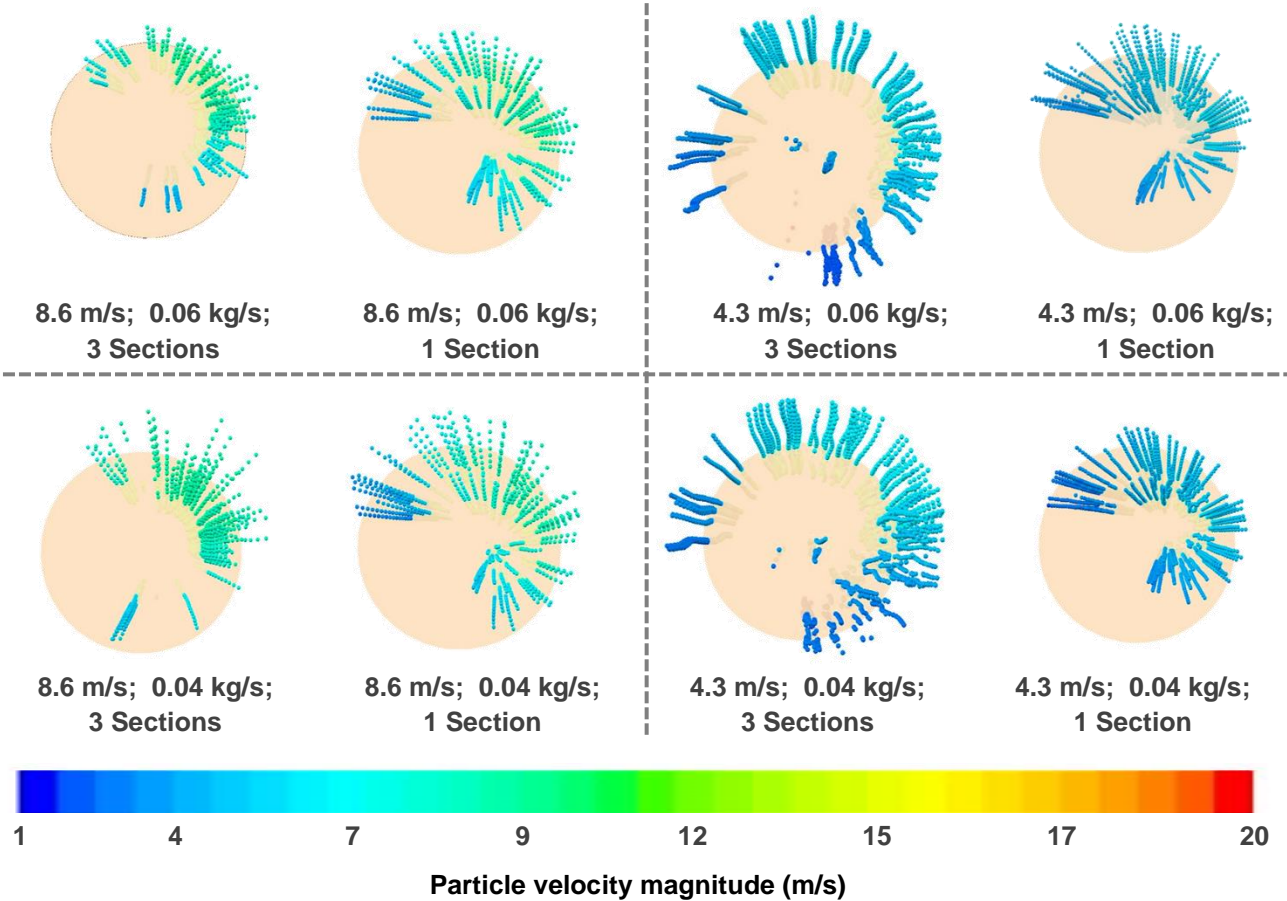 8.6 m/s; 0.06 kg/s;
3 Sections
8.6 m/s; 0.06 kg/s;
1 Section
4.3 m/s; 0.06 kg/s;
3 Sections
4.3 m/s; 0.06 kg/s;
1 Section
8.6 m/s; 0.04 kg/s;
3 Sections
8.6 m/s; 0.04 kg/s;
1 Section
4.3 m/s; 0.04 kg/s;
3 Sections
4.3 m/s; 0.04 kg/s;
1 Section
1 4 7 9 12 15 17 20
Particle velocity magnitude (m/s)